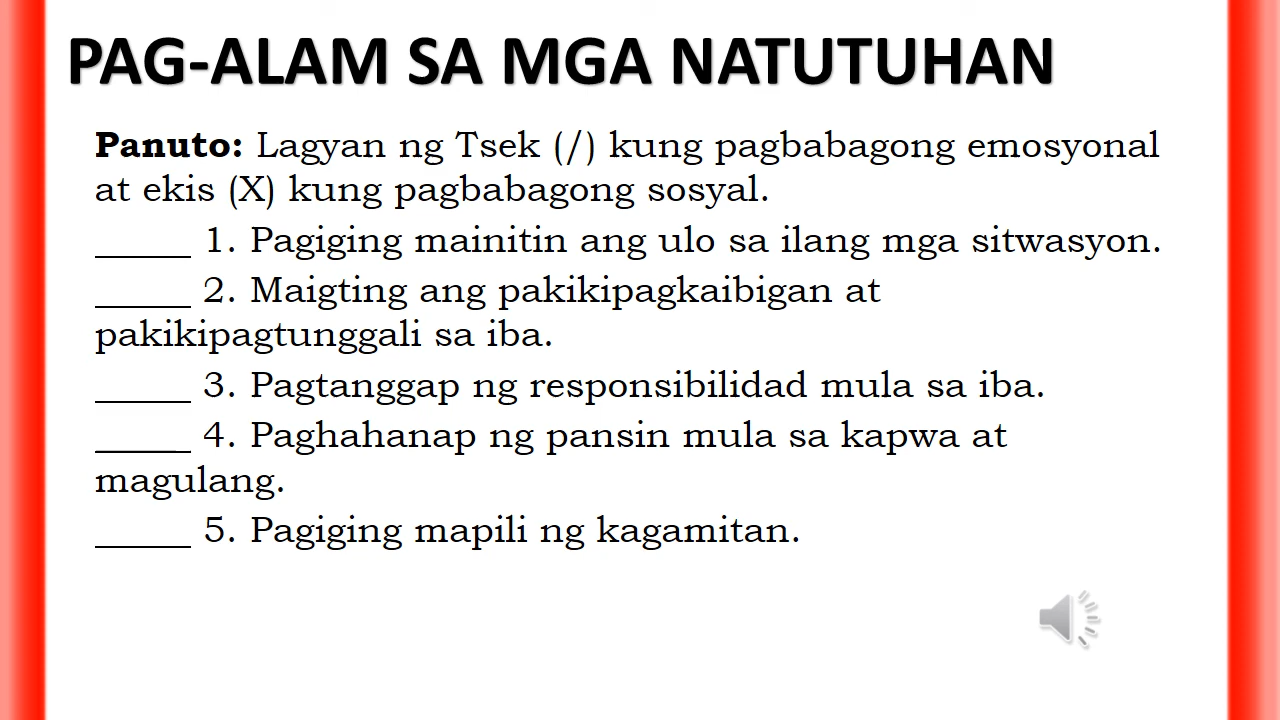 PAG-ALAM SA MGA NATUTUHAN
Panuto: Lagyan ng Tsek (/) kung pagbabagong emosyonal
at ekis (X) kung pagbabagong sosyal.
_____ 1. Pagiging mainitin ang ulo sa ilang mga sitwasyon.
_____ 2. Maigting ang pakikipagkaibigan at
pakikipagtunggali sa iba.
_____ 3. Pagtanggap ng responsibilidad mula sa iba.
_____ 4. Paghahanap ng pansin mula sa kapwa at
magulang.
_____ 5. Pagiging mapili ng kagamitan.